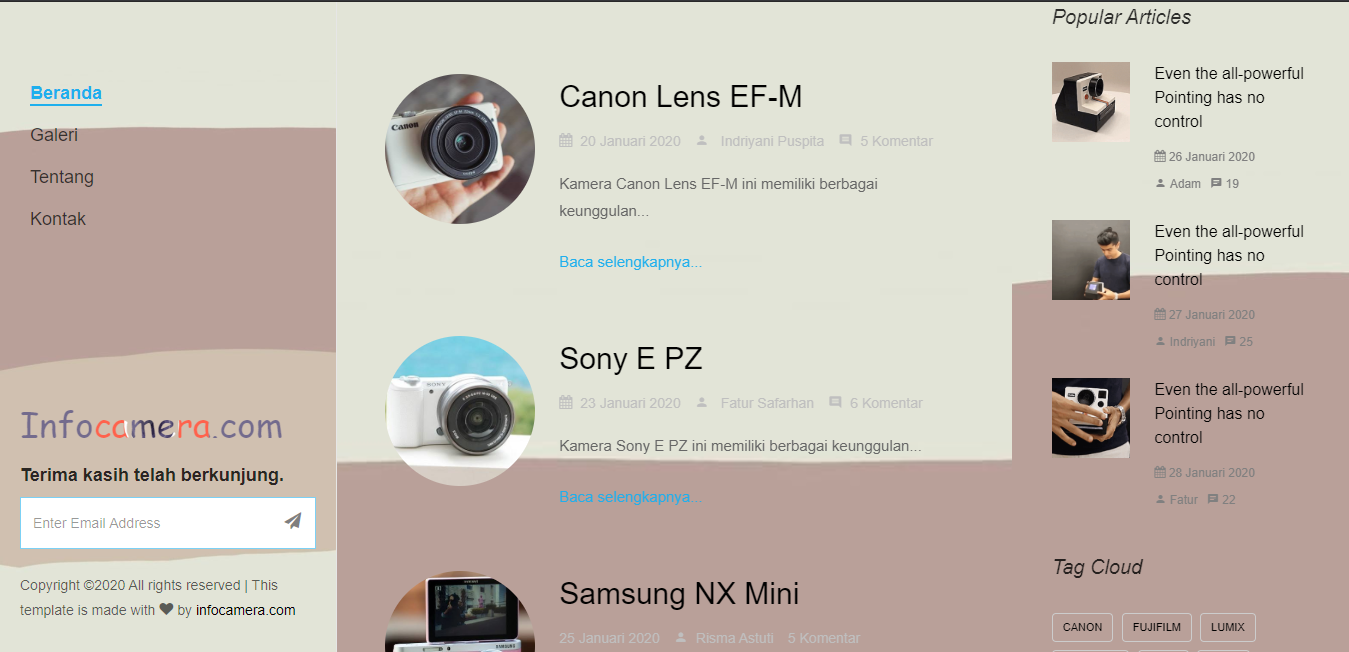 Beranda
Galeri
Tentang
Kontak
Infocamera.com
Terima kasih telah berkunjung.
Enter Email Address
Copyright ©2020 All rights reserved | This
template is made with ♥ by infocamera.com
Canon Lens EF-M
20 Januari 2020 Indriyani Puspita 5 Komentar
Kamera Canon Lens EF-M ini memiliki berbagai
keunggulan...
Baca selengkapnya...
Canon
Sony E PZ
23 Januari 2020 Fatur Safarhan 6 Komentar
Kamera Sony E PZ ini memiliki berbagai keunggulan...
Baca selengkapnya...
SONY
Samsung NX Mini
25 Januari 2020 Risma Astuti 5 Komentar
Popular Articles
Even the all-powerful
Pointing has no
control
26 Januari 2020
Adam 19
Even the all-powerful
Pointing has no
control
27 Januari 2020
Indriyani 25
Even the all-powerful
Pointing has no
control
28 Januari 2020
Fatur 22
Tag Cloud
CANON FUJIFILM LUMIX